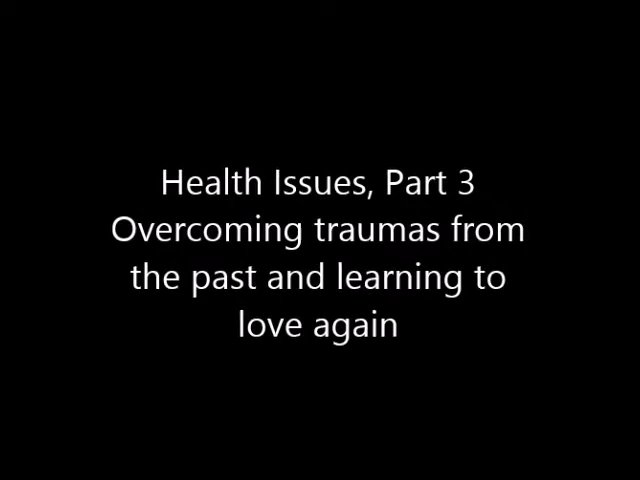 Health Issues, Part 3
Overcoming traumas from
the past and learning to
love again